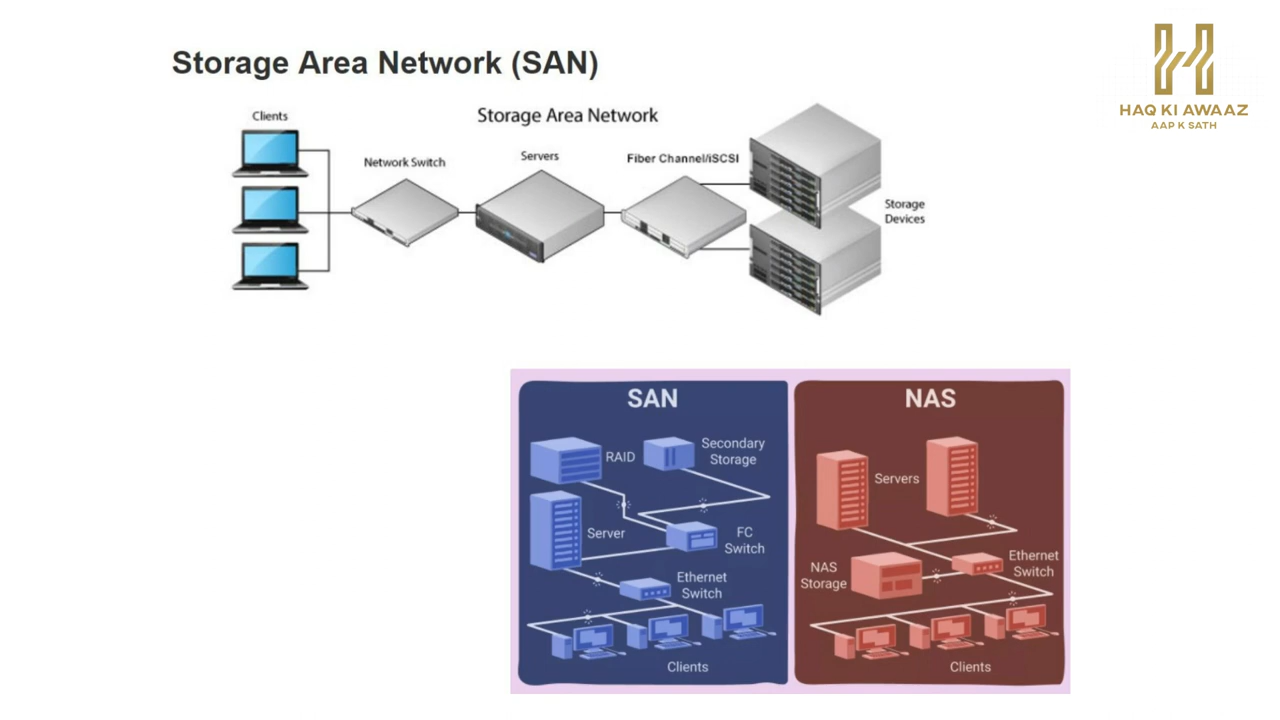 Storage Area Network (SAN)
HAQ KI AWAAZ
AAP K SATH
Storage Area Network
Clients
Network Switch
Servers
Fiber Channel/iSCSI
Storage
Devices
SAN
RAID
Secondary
Storage
Server
FC
Switch
Ethernet
Switch
Clients
NAS
Servers
NAS
Storage
Ethernet
Switch
Clients